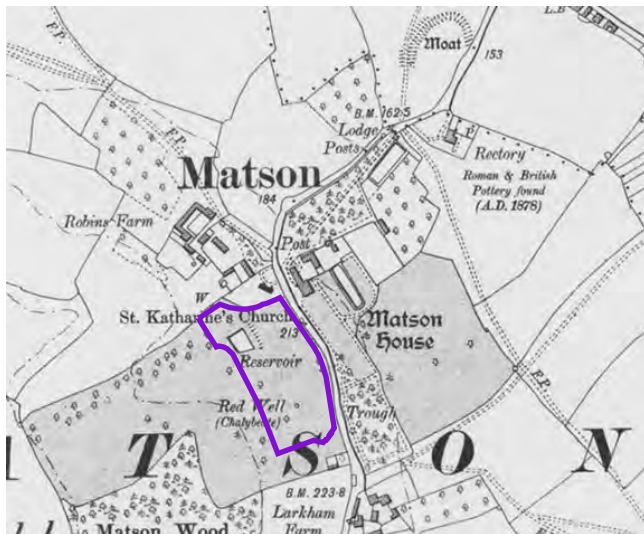 F.P.
L.B
Moat
153
B.M. 162·5
F.P.
Lodge
Posts
P
Rectory
Matson
Roman & British
Pottery found
(A.D. 1878)
184
Robins Farm
Post
W
St. Katharine's Church
213
Matson
House
Reservoir
F.P.
Red Well
(Chalybeate)
Trough
T S O N
B.M. 223·8
Larkham
Farm
Matson Wood